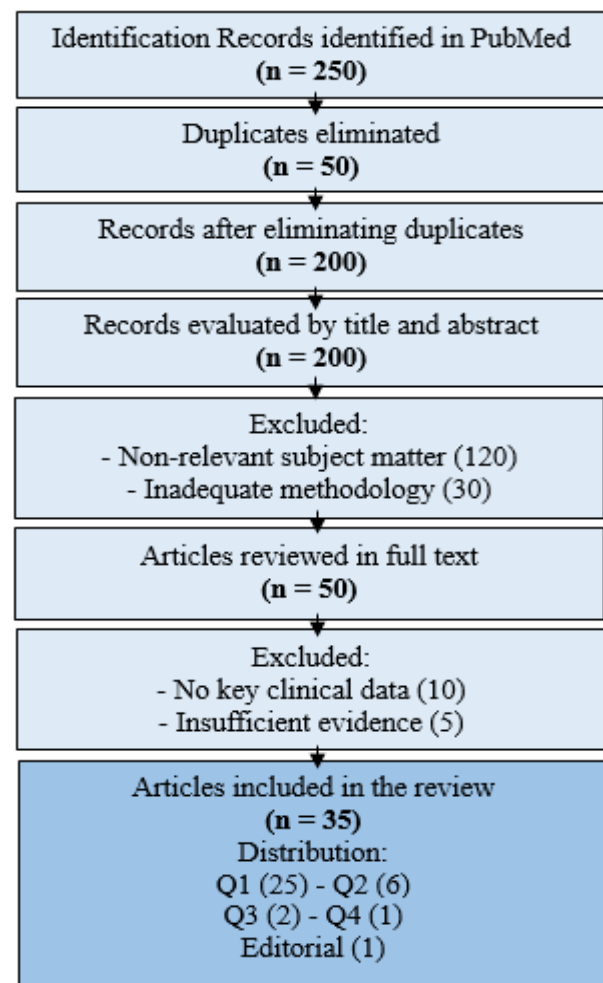 Identification Records identified in PubMed
(n = 250)
Duplicates eliminated
(n = 50)
Records after eliminating duplicates
(n = 200)
Records evaluated by title and abstract
(n = 200)
Excluded:
- Non-relevant subject matter (120)
- Inadequate methodology (30)
Articles reviewed in full text
(n = 50)
Excluded:
- No key clinical data (10)
- Insufficient evidence (5)
Articles included in the review
(n = 35)
Distribution:
Q1 (25) - Q2 (6)
Q3 (2) - Q4 (1)
Editorial (1)